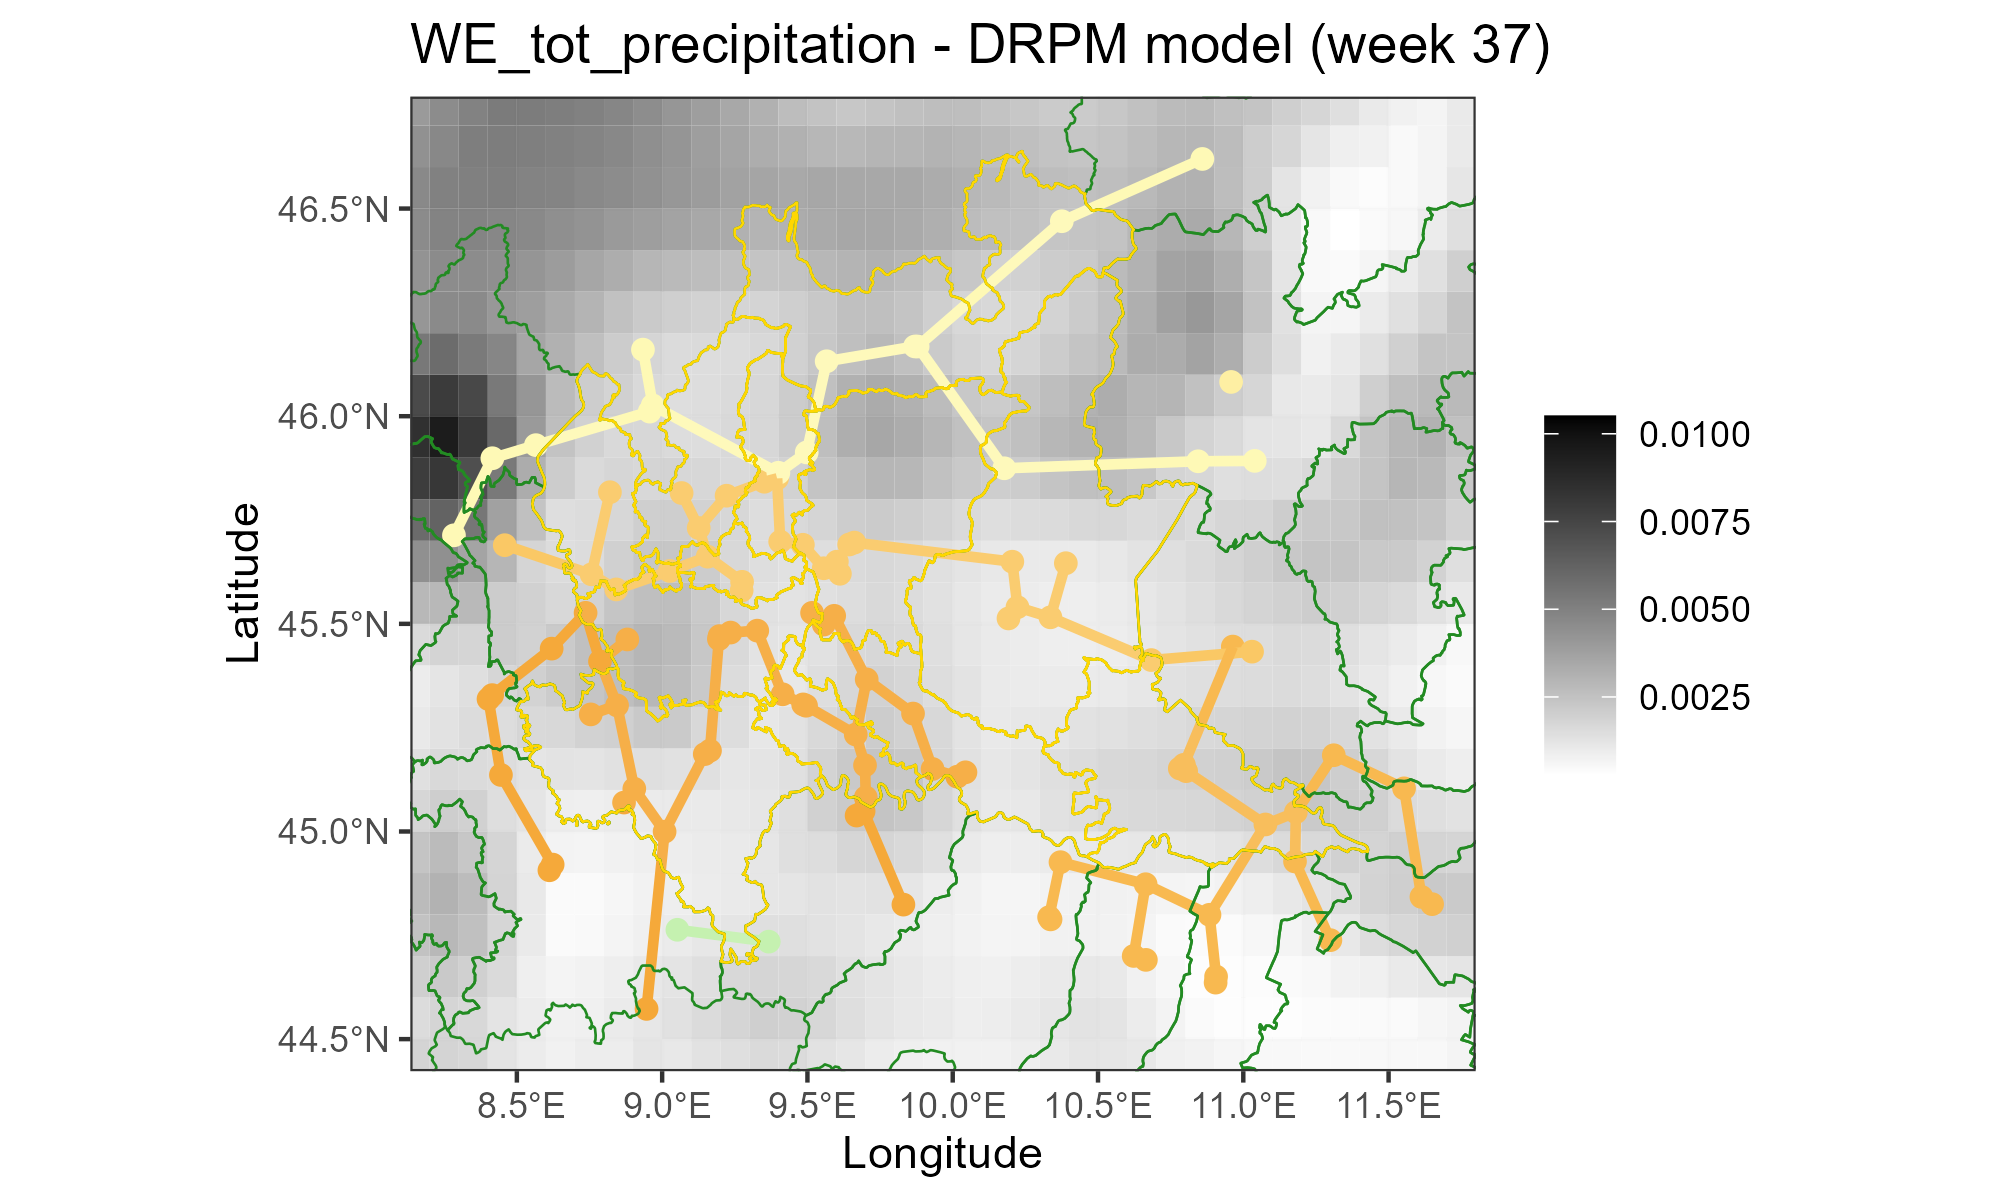 WE_tot_precipitation - DRPM model (week 37)
46.5°N
46.0°N
45.5°N
45.0°N
44.5°N
Latitude
8.5°E 9.0°E 9.5°E 10.0°E 10.5°E 11.0°E 11.5°E
Longitude
0.0100
0.0075
0.0050
0.0025